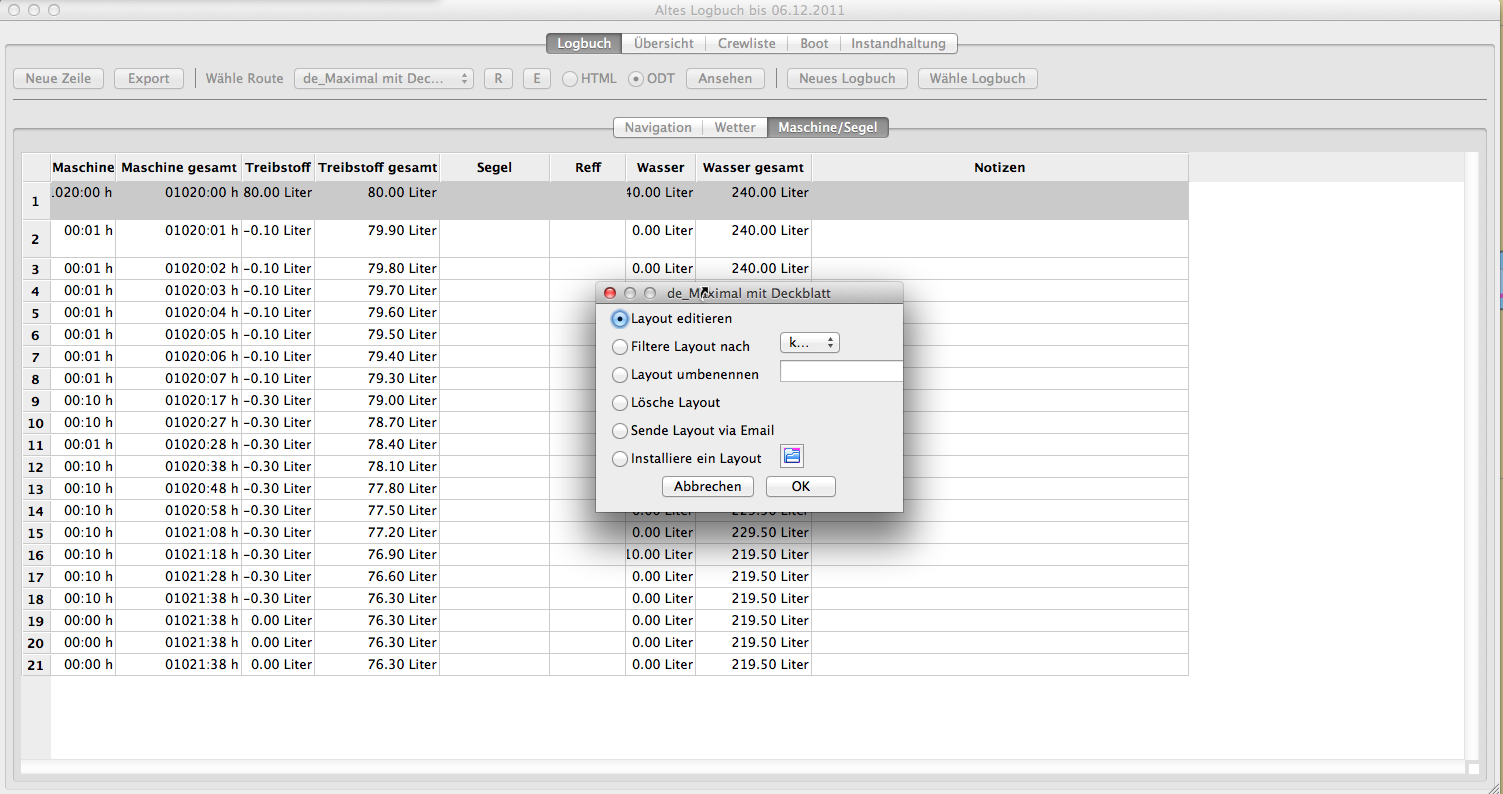 Altes Logbuch bis 06.12.2011
Logbuch Übersicht Crewliste Boot Instandhaltung
Neue Zeile Export Wähle Route de_Maximal mit Dec... R E HTML ODT Ansehen Neues Logbuch Wähle Logbuch
Navigation Wetter Maschine/Segel
Maschine Maschine gesamt Treibstoff Treibstoff gesamt Segel Reff Wasser Wasser gesamt Notizen
1 .020:00 h 01020:00 h 80.00 Liter 80.00 Liter 40.00 Liter 240.00 Liter
2 00:01 h 01020:01 h −0.10 Liter 79.90 Liter 0.00 Liter 240.00 Liter
3 00:01 h 01020:02 h −0.10 Liter 79.80 Liter 0.00 Liter 240.00 Liter
4 00:01 h 01020:03 h −0.10 Liter 79.70 Liter
5 00:01 h 01020:04 h −0.10 Liter 79.60 Liter
6 00:01 h 01020:05 h −0.10 Liter 79.50 Liter
7 00:01 h 01020:06 h −0.10 Liter 79.40 Liter
8 00:01 h 01020:07 h −0.10 Liter 79.30 Liter
9 00:10 h 01020:17 h −0.30 Liter 79.00 Liter
10 00:10 h 01020:27 h −0.30 Liter 78.70 Liter
11 00:01 h 01020:28 h −0.30 Liter 78.40 Liter
12 00:10 h 01020:38 h −0.30 Liter 78.10 Liter
13 00:10 h 01020:48 h −0.30 Liter 77.80 Liter
14 00:10 h 01020:58 h −0.30 Liter 77.50 Liter
15 00:10 h 01021:08 h −0.30 Liter 77.20 Liter 0.00 Liter 229.50 Liter
16 00:10 h 01021:18 h −0.30 Liter 76.90 Liter 10.00 Liter 219.50 Liter
17 00:10 h 01021:28 h −0.30 Liter 76.60 Liter 0.00 Liter 219.50 Liter
18 00:10 h 01021:38 h −0.30 Liter 76.30 Liter 0.00 Liter 219.50 Liter
19 00:00 h 01021:38 h 0.00 Liter 76.30 Liter 0.00 Liter 219.50 Liter
20 00:00 h 01021:38 h 0.00 Liter 76.30 Liter 0.00 Liter 219.50 Liter
21 00:00 h 01021:38 h 0.00 Liter 76.30 Liter 0.00 Liter 219.50 Liter
de_Maximal mit Deckblatt
Layout editieren
Filtere Layout nach k...
Layout umbenennen
Lösche Layout
Sende Layout via Email
Installiere ein Layout
Abbrechen OK